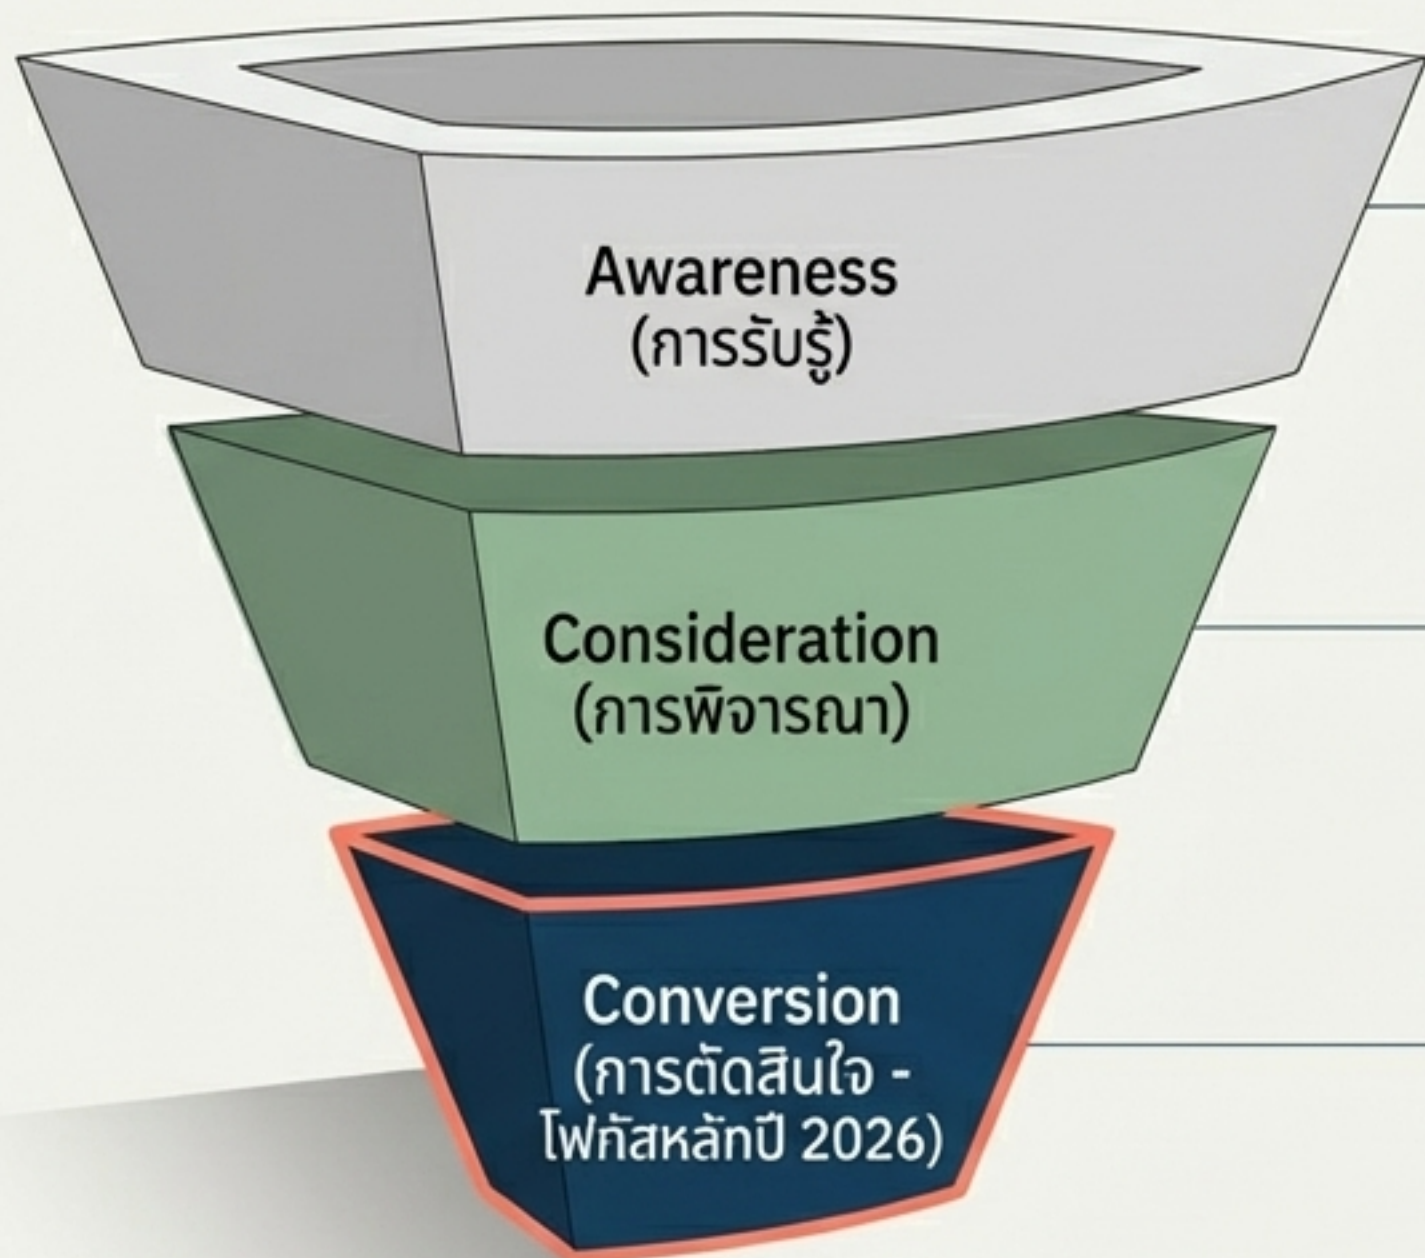 Awareness
(การรับรู้)
Consideration
(การพิจารณา)
Conversion
(การตัดสินใจ -
โฟกัสหลักปี 2026)